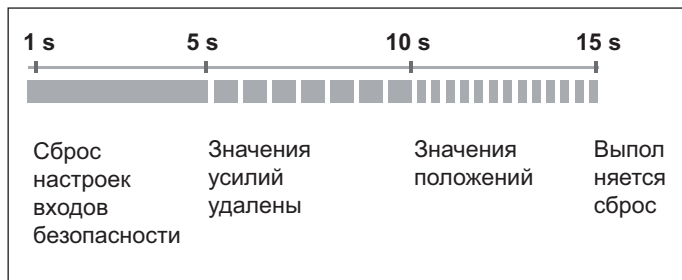 1 s 5 s 10 s 15 s
Сброс
настроек
входов
безопасности
Значения
усилий
удалены
Значения
положений
Выпол
няется
сброс